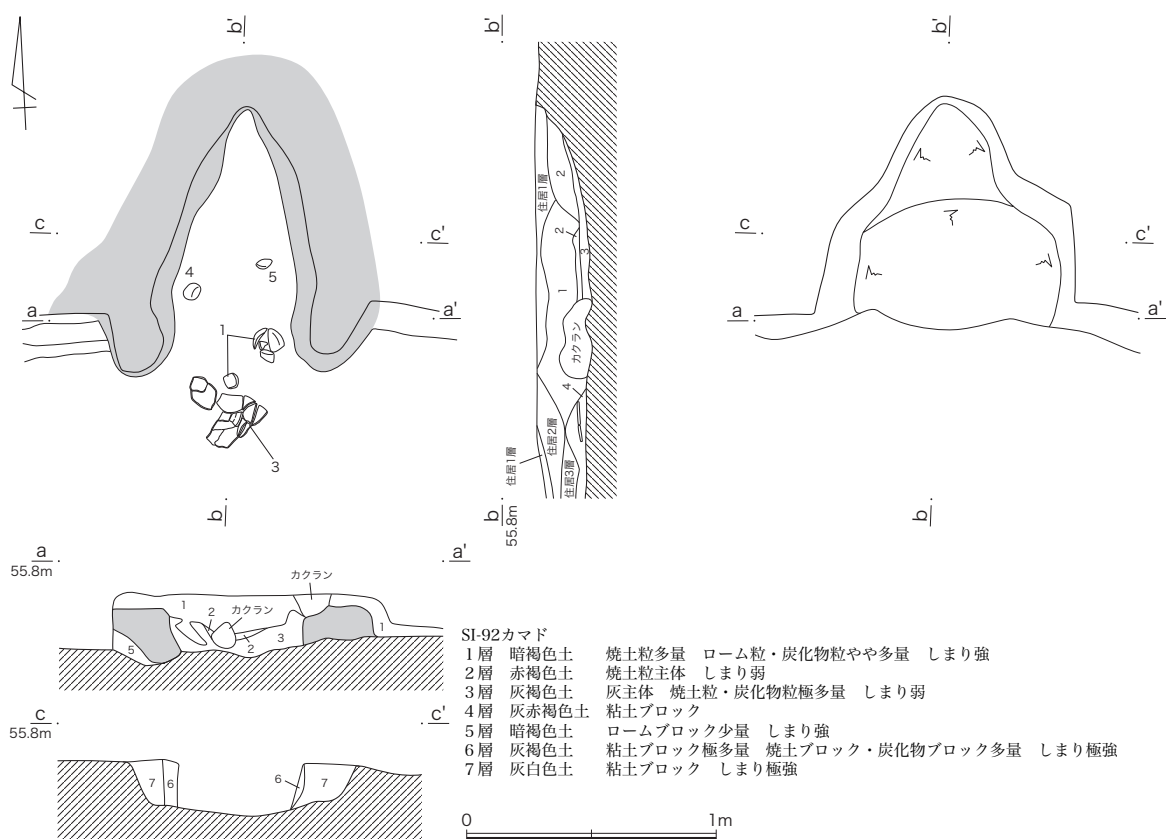 b'
b'
b'
c
c'
c
c'
4
5
a
a'
a
a'
1
3
住居1層
2
2
3
1
カクラン
4
住居2層
住居1層
住居3層
b
b
55.8m
b
a
55.8m
a'
カクラン
1
2
カクラン
3
2
5
1
c
55.8m
c'
7
6
6
7
SI-92カマド
1層 暗褐色土 焼土粒多量 ローム粒・炭化物粒やや多量 しまり強
2層 赤褐色土 焼土粒主体 しまり弱
3層 灰褐色土 灰主体 焼土粒・炭化物粒極多量 しまり弱
4層 灰赤褐色土 粘土ブロック
5層 暗褐色土 ロームブロック少量 しまり強
6層 灰褐色土 粘土ブロック極多量 焼土ブロック・炭化物ブロック多量 しまり極強
7層 灰白色土 粘土ブロック しまり極強
0
1m